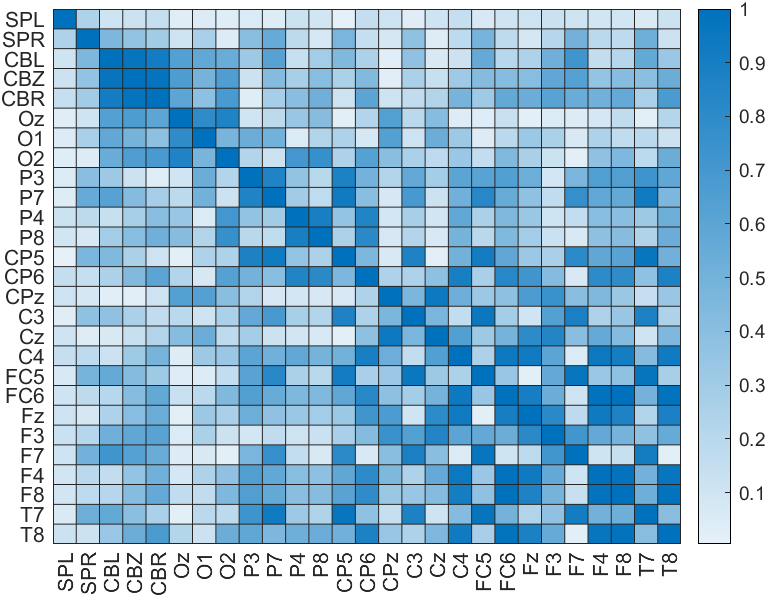 SPL
SPR
CBL
CBZ
CBR
Oz
O1
O2
P3
P7
P4
P8
CP5
CP6
CPz
C3
Cz
C4
FC5
FC6
Fz
F3
F7
F4
F8
T7
T8
SPL SPR CBL CBZ CBR Oz O1 O2 P3 P7 P4 P8 CP5 CP6 CPz C3 Cz C4 FC5 FC6 Fz F3 F7 F4 F8 T7 T8
1
0.9
0.8
0.7
0.6
0.5
0.4
0.3
0.2
0.1